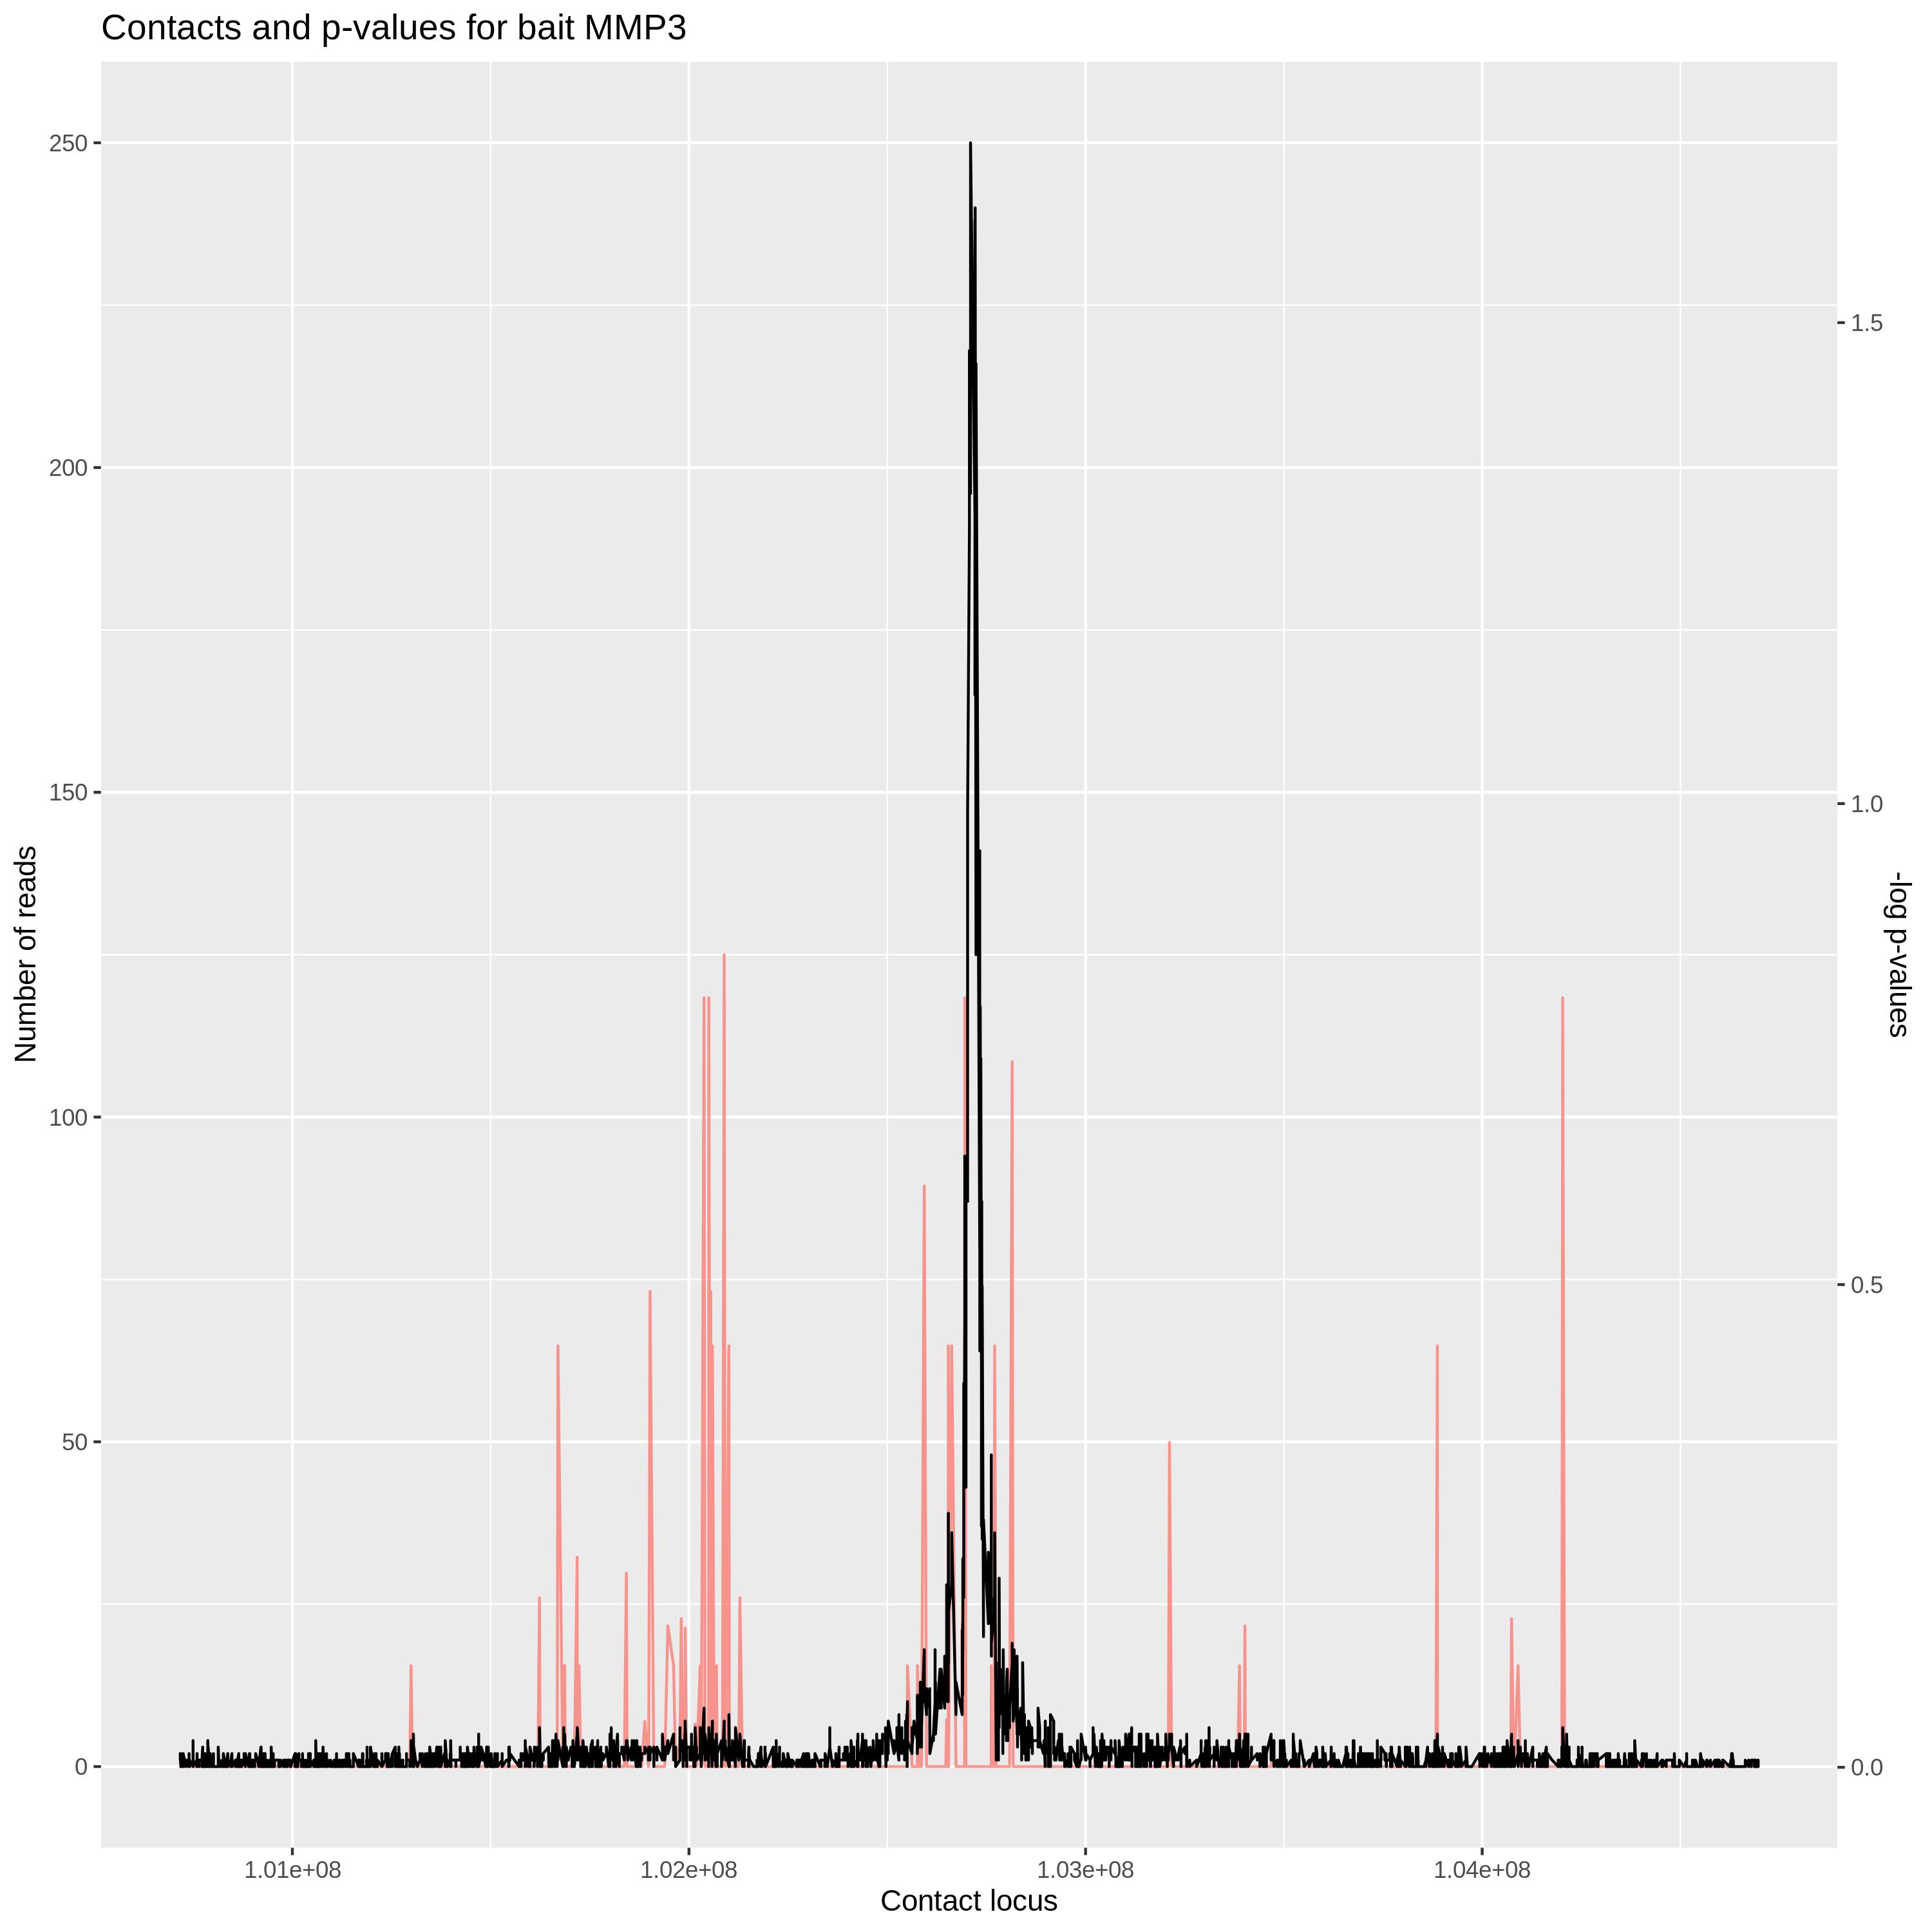 Contacts and p-values for bait MMP3
250
200
150
100
50
0
Number of reads
1.5
1.0
0.5
0.0
-log p-values
1.01e+08
1.02e+08
1.03e+08
1.04e+08
Contact locus